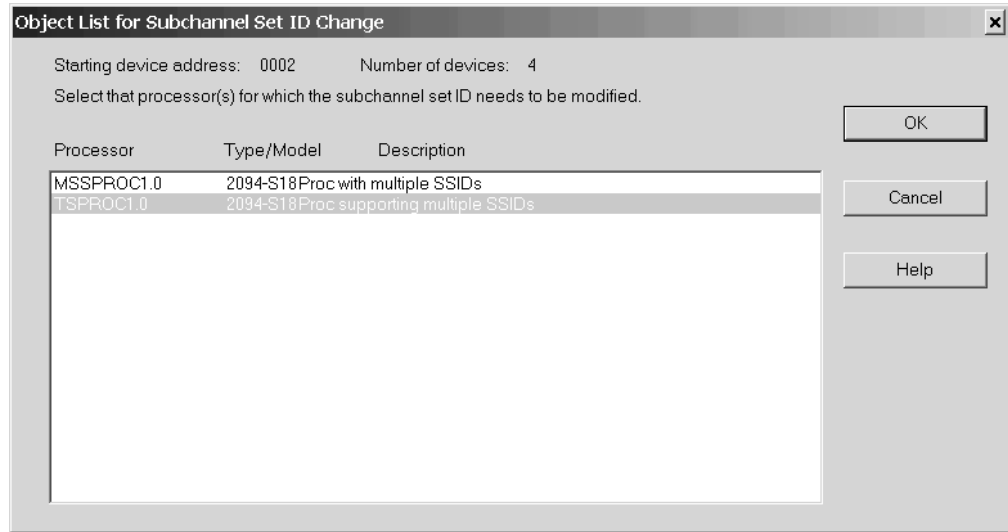 Object List for Subchannel Set ID Change
Starting device address: 0002 Number of devices: 4
Select that processor(s) for which the subchannel set ID needs to be modified.
Processor Type/Model Description
MSSPROC1.0 2094-S18Proc with multiple SSIDs
TSPROC1.0 2094-S18Proc supporting multiple SSIDs
OK
Cancel
Help